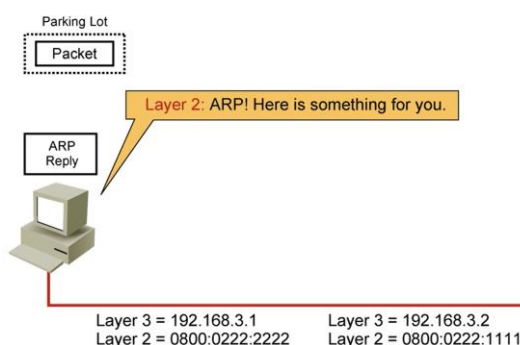 Parking Lot
Packet
Layer 2: ARP! Here is something for you.
ARP
Reply
Layer 3 = 192.168.3.1
Layer 2 = 0800:0222:2222
Layer 3 = 192.168.3.2
Layer 2 = 0800:0222:1111